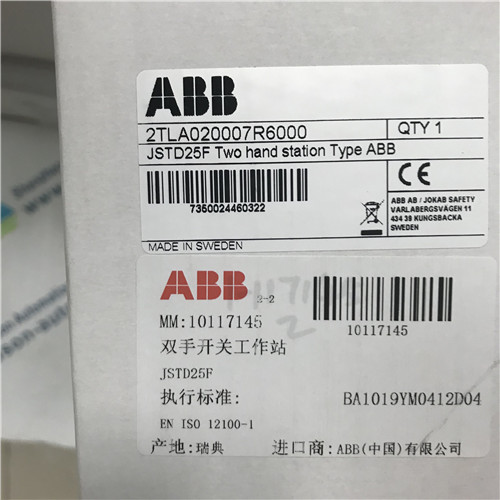 ABB
2TLA020007R6000
QTY 1
JSTD25F Two hand station Type ABB
7350024460322
ABB AB / JOKAB SAFETY
VARLABERGSVÄGEN 11
434 39 KUNGSBACKA
SWEDEN
MADE IN SWEDEN
ABB
2-2
MM:10117145
10117145
双手开关工作站
JSTD25F
执行标准:
BA1019YM0412D04
EN ISO 12100-1
产地:瑞典
进口商:ABB(中国)有限公司